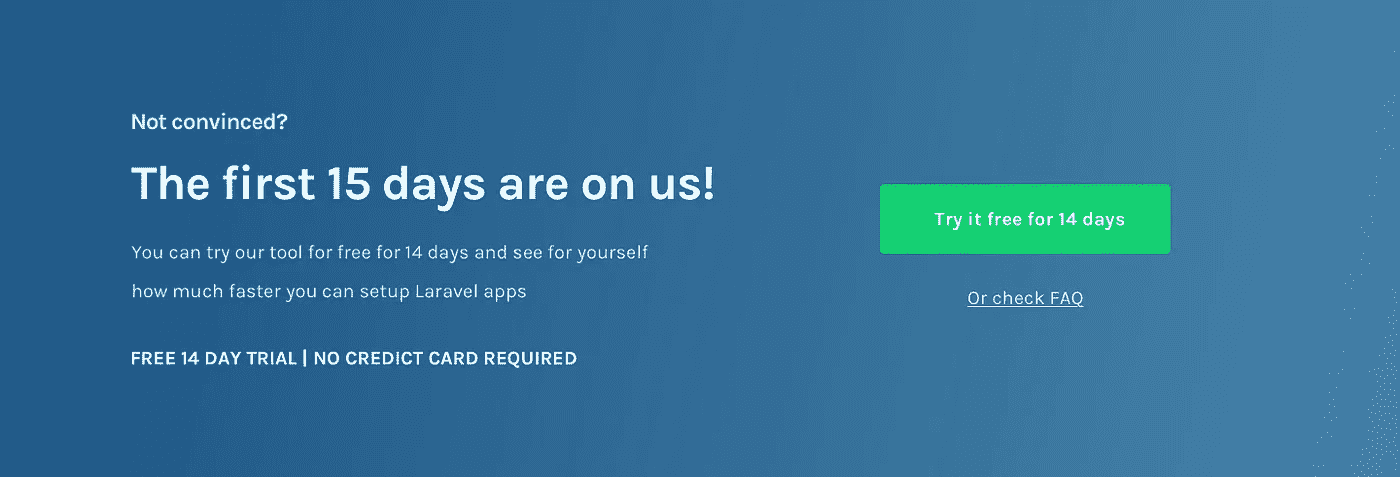 Not convinced?
The first 15 days are on us!
You can try our tool for free for 14 days and see for yourself
how much faster you can setup Laravel apps
FREE 14 DAY TRIAL | NO CREDICT CARD REQUIRED
Try it free for 14 days
Or check FAQ